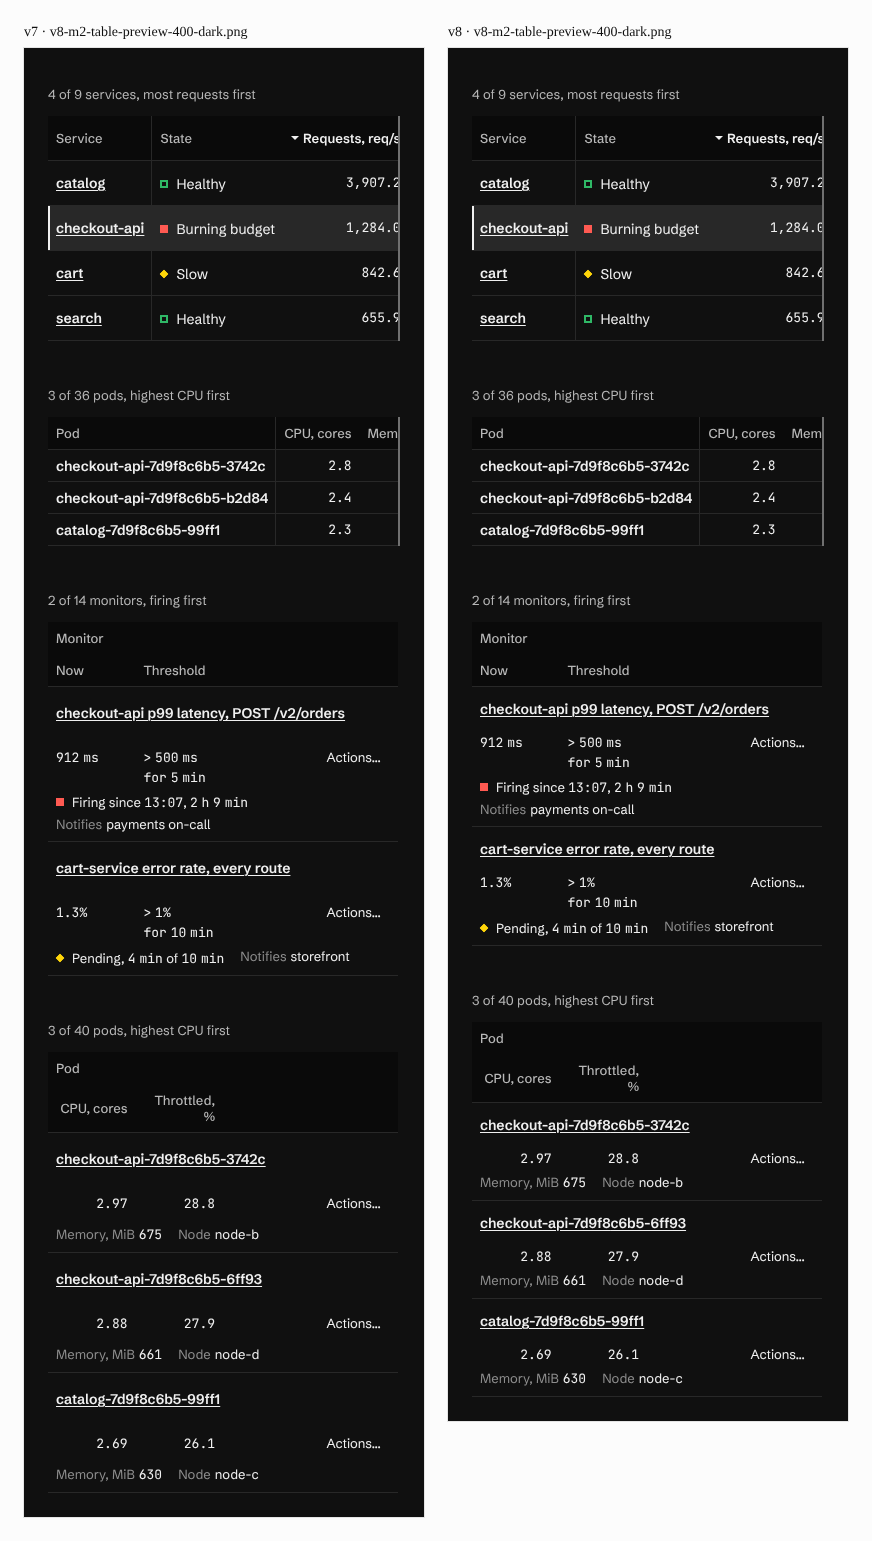 v7 · v8-m2-table-preview-400-dark.png
4 of 9 services, most requests first
Service State Requests, req/s
catalog Healthy 3,907.2
checkout-api Burning budget 1,284.0
cart Slow 842.6
search Healthy 655.9
3 of 36 pods, highest CPU first
Pod CPU, cores Mem
checkout-api-7d9f8c6b5-3742c 2.8
checkout-api-7d9f8c6b5-b2d84 2.4
catalog-7d9f8c6b5-99ff1 2.3
2 of 14 monitors, firing first
Monitor
Now Threshold
checkout-api p99 latency, POST /v2/orders
912 ms > 500 ms Actions…
for 5 min
Firing since 13:07, 2 h 9 min
Notifies payments on-call
cart-service error rate, every route
1.3% > 1% Actions…
for 10 min
Pending, 4 min of 10 min Notifies storefront
3 of 40 pods, highest CPU first
Pod
CPU, cores Throttled,
%
checkout-api-7d9f8c6b5-3742c
2.97 28.8 Actions…
Memory, MiB 675 Node node-b
checkout-api-7d9f8c6b5-6ff93
2.88 27.9 Actions…
Memory, MiB 661 Node node-d
catalog-7d9f8c6b5-99ff1
2.69 26.1 Actions…
Memory, MiB 630 Node node-c
v8 · v8-m2-table-preview-400-dark.png
4 of 9 services, most requests first
Service State Requests, req/s
catalog Healthy 3,907.2
checkout-api Burning budget 1,284.0
cart Slow 842.6
search Healthy 655.9
3 of 36 pods, highest CPU first
Pod CPU, cores Mem
checkout-api-7d9f8c6b5-3742c 2.8
checkout-api-7d9f8c6b5-b2d84 2.4
catalog-7d9f8c6b5-99ff1 2.3
2 of 14 monitors, firing first
Monitor
Now Threshold
checkout-api p99 latency, POST /v2/orders
912 ms > 500 ms Actions…
for 5 min
Firing since 13:07, 2 h 9 min
Notifies payments on-call
cart-service error rate, every route
1.3% > 1% Actions…
for 10 min
Pending, 4 min of 10 min Notifies storefront
3 of 40 pods, highest CPU first
Pod
CPU, cores Throttled,
%
checkout-api-7d9f8c6b5-3742c
2.97 28.8 Actions…
Memory, MiB 675 Node node-b
checkout-api-7d9f8c6b5-6ff93
2.88 27.9 Actions…
Memory, MiB 661 Node node-d
catalog-7d9f8c6b5-99ff1
2.69 26.1 Actions…
Memory, MiB 630 Node node-c